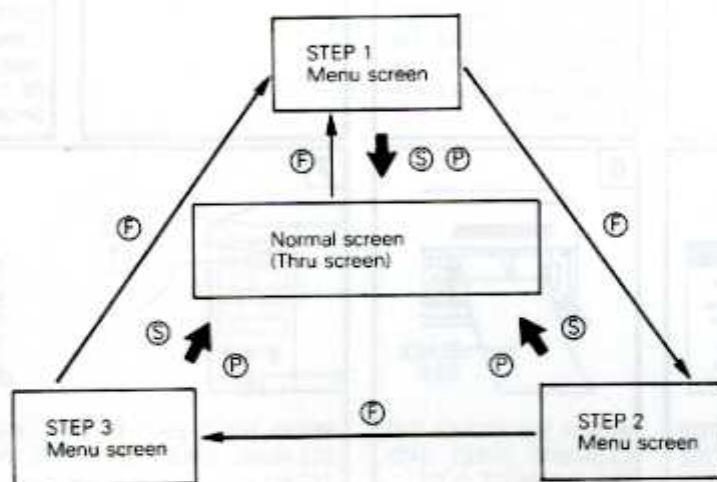 STEP 1
Menu screen
Ⓕ
Ⓢ Ⓟ
Ⓕ
Ⓕ
Normal screen
(Thru screen)
Ⓢ
Ⓟ
Ⓢ
Ⓟ
STEP 3
Menu screen
Ⓕ
STEP 2
Menu screen